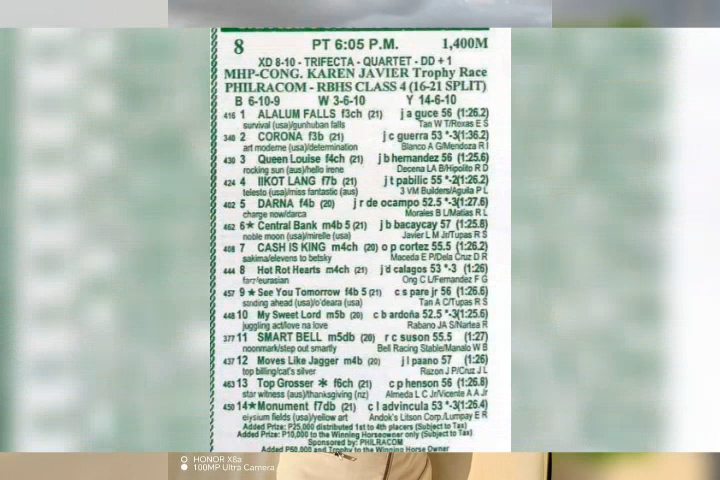 8 PT 6:05 P.M. 1,400M
XD 8-10 - TRIFECTA - QUARTET - DD + 1
MHP-CONG. KAREN JAVIER Trophy Race
PHILRACOM - RBHS CLASS 4 (16-21 SPLIT)
B 6-10-9 W 3-6-10 Y 14-6-10
416 1 ALALUM FALLS f3ch (21) j a guce 56 (1:26.2)
survival (usa)/gunhuban falls Tan W T/Roxas E S
340 2 CORONA f3b (21) j c guerra 53 *-3(1:36.2)
art moderne (usa)/determination Blanco A G/Mendoza R I
430 3 Queen Louise f4ch (21) j b hernandez 56 (1:25.6)
rocking sun (aus)/hello irene Decena LA B/Hipolito R D
424 4 IIKOT LANG f7b (21) j t pabilic 55 *-2(1:26.2)
telesto (usa)/miss fantastic (aus) 3 VM Builders/Aguila P L
402 5 DARNA f4b (20) j r de ocampo 52.5 *-3(1:27.6)
charge now/darca Morales B L/Matias R L
462 6★ Central Bank m4b 5 (21) j b bacaycay 57 (1:25.8)
noble moon (usa)/mirelle (usa) Javier L M Jr/Tupas R S
408 7 CASH IS KING m4ch (20) o p cortez 55.5 (1:26.2)
sakima/elevens to betsky Maceda E P/Dela Cruz D R
444 8 Hot Rot Hearts m4ch (21) j d calagos 53 *-3 (1:26)
/eurasian Ong C L/Fernandez F G
457 9 ★ See You Tomorrow f4b 5 (21) c s pare jr 56 (1:26.6)
sanding ahead (usa)/o'deara (usa) Tan A C/Tupas R S
448 10 My Sweet Lord m5b (20) c b ardoña 52.5 *-3(1:25.6)
juggling act/love na love Rabano JA S/Nartea R
377 11 SMART BELL m5db (20) r c suson 55.5 (1:27)
noonmark/step out smartly Bell Racing Stable/Manalo W B
437 12 Moves Like Jagger m4b (20) j l paano 57 (1:26)
top billing/cat's silver Razon J P/Cruz J L
463 13 Top Grosser * f6ch (21) c p henson 56 (1:26.8)
star witness (aus)/thanksgiving (nz) Almeda L C Jr/Vicente A A Jr
450 14★Monument f7db (21) c l advincula 53 *-3(1:26.4)
elysium fields (usa)/yellow art Andok's Litson Corp./Lumpay E R
Added Prize: P25,000 distributed 1st to 4th placers (Subject to Tax)
Added Prize: P10,000 to the Winning Horseowner only (Subject to Tax)
Sponsored by: PHILRACOM
Added P50,000 and Trophy to the Winning Horse Owner
HONOR X8a
100MP Ultra Camera